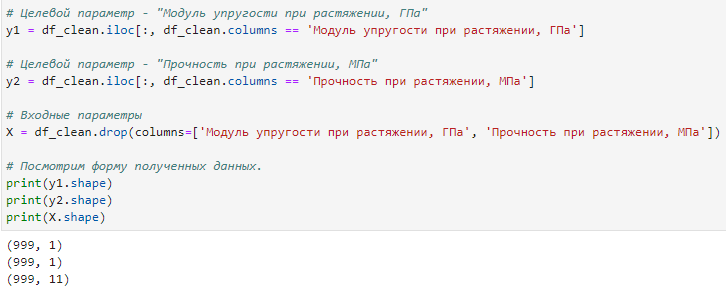 # Целевой параметр - "Модуль упругости при растяжении, ГПа"
y1 = df_clean.iloc[:, df_clean.columns == 'Модуль упругости при растяжении, ГПа']
# Целевой параметр - "Прочность при растяжении, МПа"
y2 = df_clean.iloc[:, df_clean.columns == 'Прочность при растяжении, МПа']
# Входные параметры
X = df_clean.drop(columns=['Модуль упругости при растяжении, ГПа', 'Прочность при растяжении, МПа'])
# Посмотрим форму полученных данных.
print(y1.shape)
print(y2.shape)
print(X.shape)
(999, 1)
(999, 1)
(999, 11)